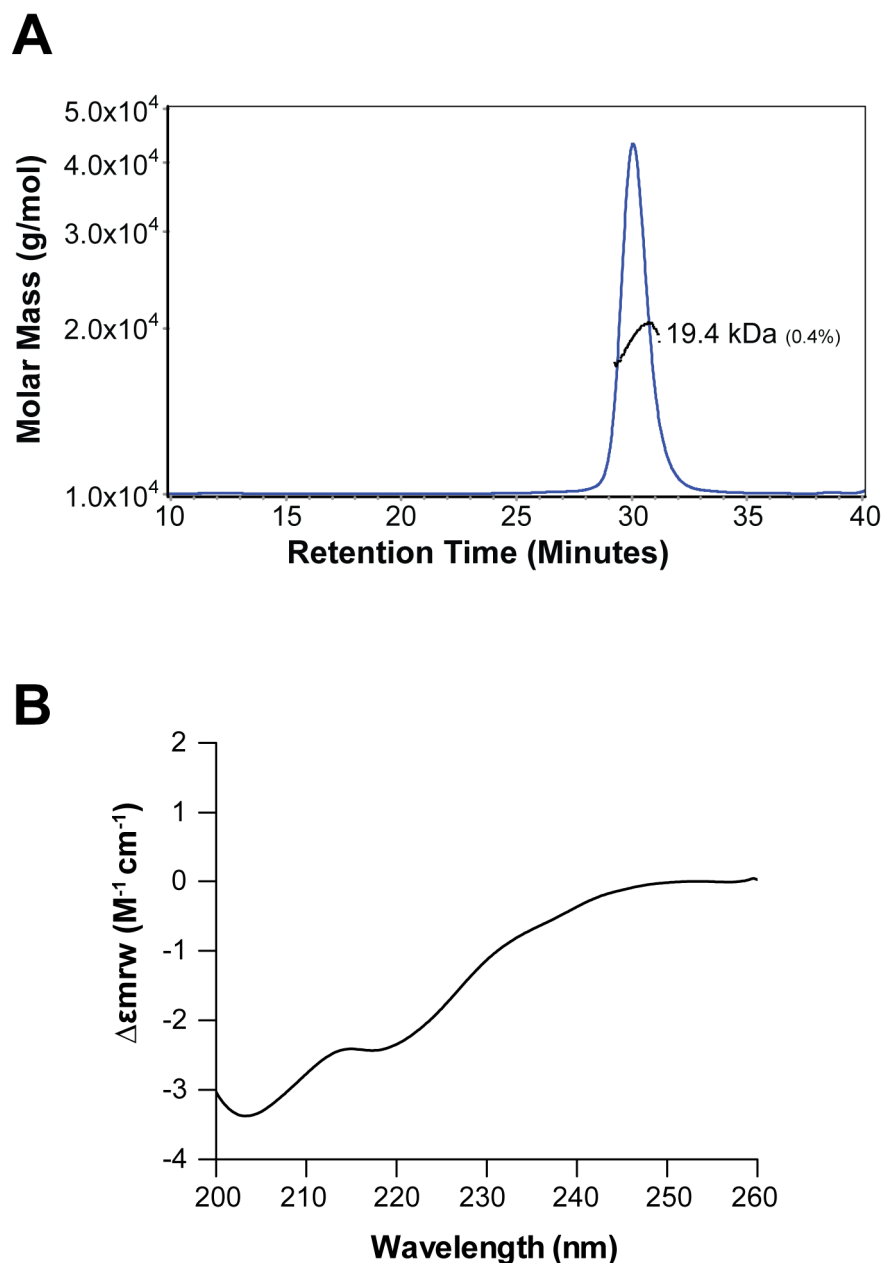 A
Molar Mass (g/mol)
5.0x10⁴
4.0x10⁴
3.0x10⁴
2.0x10⁴
1.0x10⁴
19.4 kDa (0.4%)
10 15 20 25 30 35 40
Retention Time (Minutes)
B
Δεmrw (M⁻¹ cm⁻¹)
2
1
0
-1
-2
-3
-4
200 210 220 230 240 250 260
Wavelength (nm)